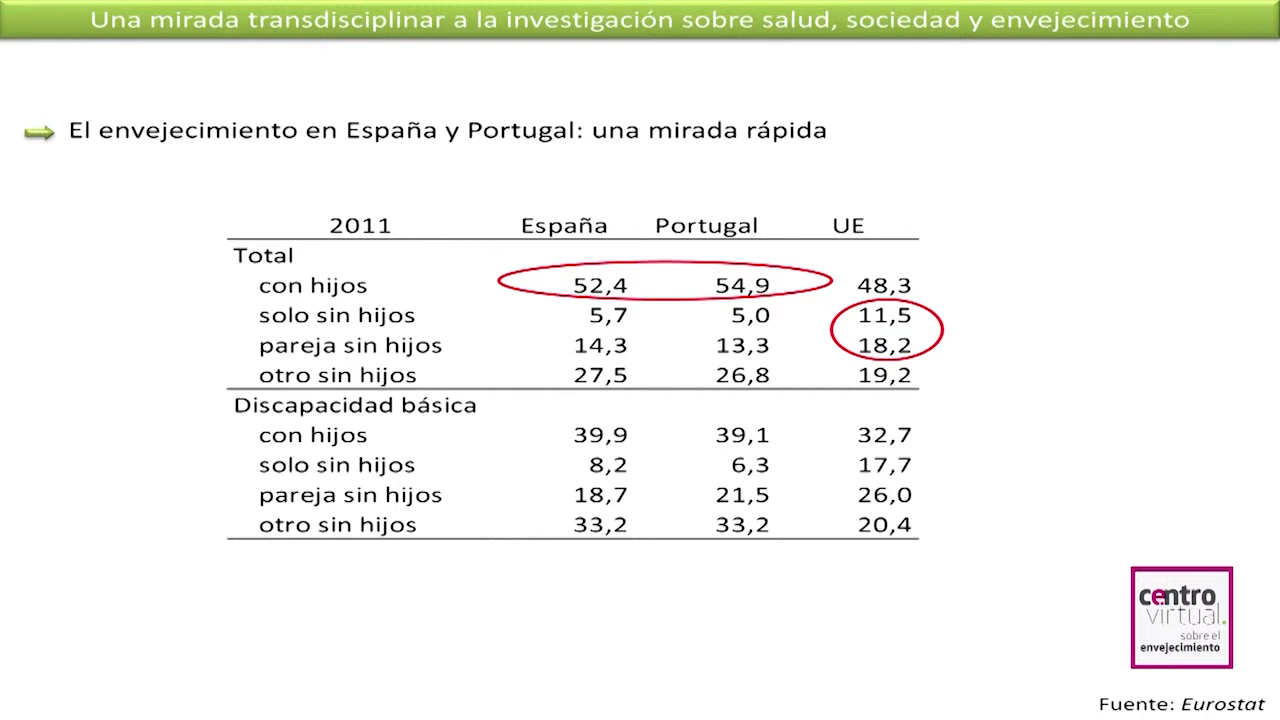 Una mirada transdisciplinar a la investigación sobre salud, sociedad y envejecimiento
El envejecimiento en España y Portugal: una mirada rápida
2011 España Portugal UE
Total
con hijos 52,4 54,9 48,3
solo sin hijos 5,7 5,0 11,5
pareja sin hijos 14,3 13,3 18,2
otro sin hijos 27,5 26,8 19,2
Discapacidad básica
con hijos 39,9 39,1 32,7
solo sin hijos 8,2 6,3 17,7
pareja sin hijos 18,7 21,5 26,0
otro sin hijos 33,2 33,2 20,4
centro
virtual.
sobre el
envejecimiento
Fuente: Eurostat